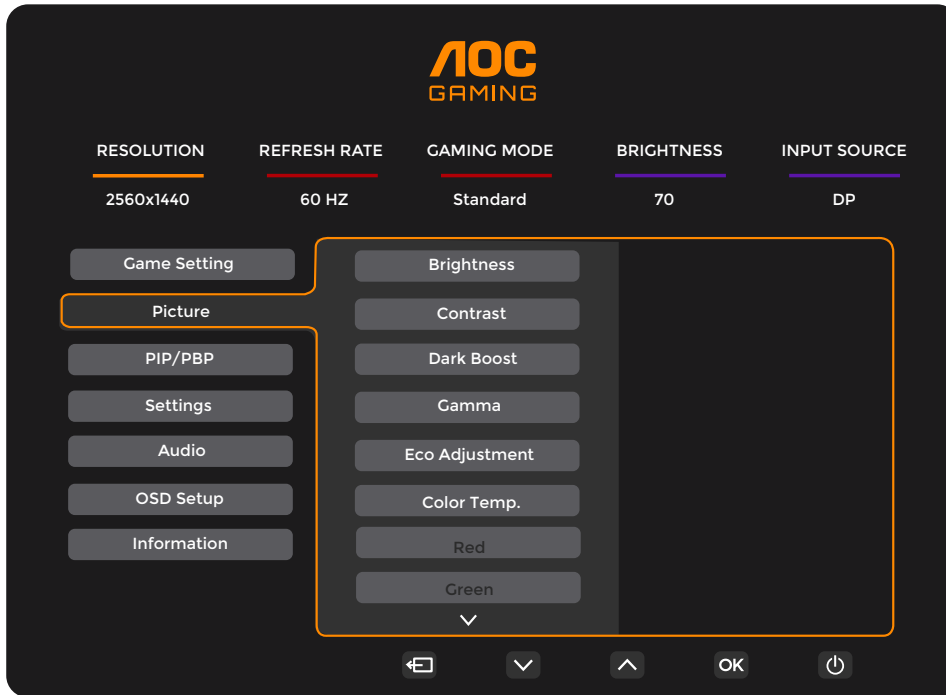 AOC
GAMING
RESOLUTION REFRESH RATE GAMING MODE BRIGHTNESS INPUT SOURCE
2560x1440 60 HZ Standard 70 DP
Game Setting
Picture
PIP/PBP
Settings
Audio
OSD Setup
Information
Brightness
Contrast
Dark Boost
Gamma
Eco Adjustment
Color Temp.
Red
Green
OK